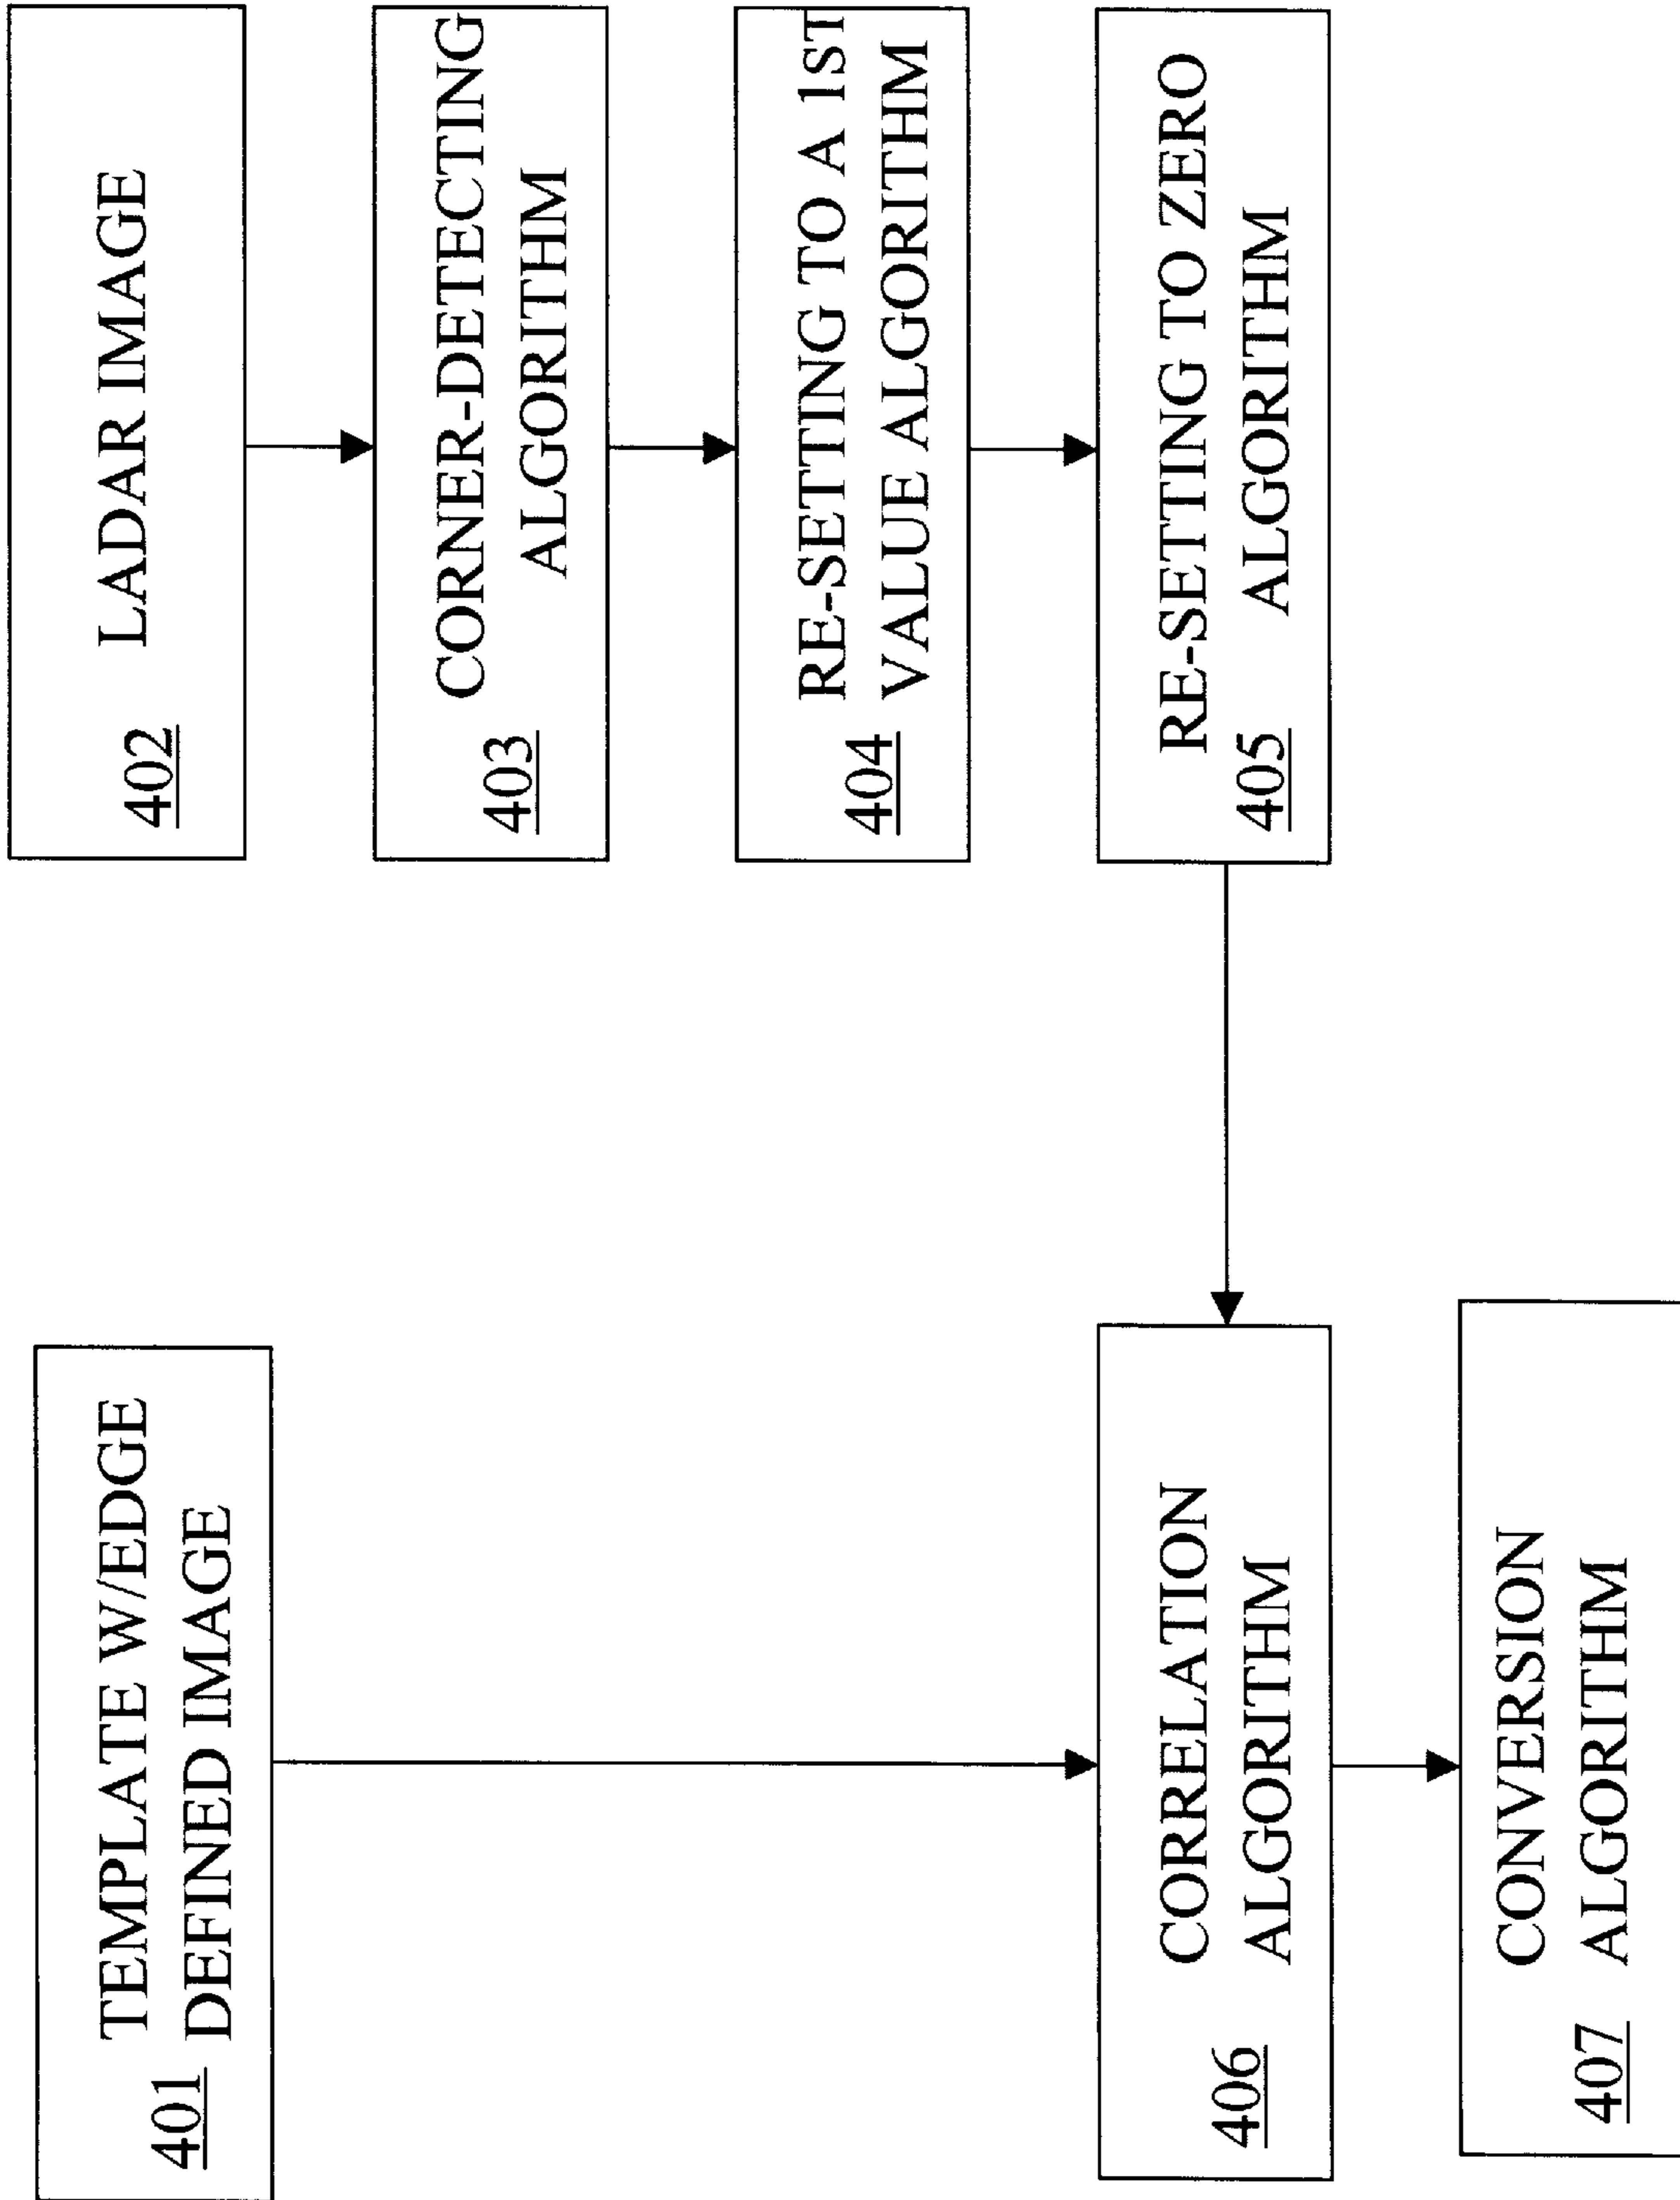 TEMPLATE W/EDGE
DEFINED IMAGE
401
LADAR IMAGE
402
CORNER-DETECTING
ALGORITHM
403
RE-SETTING TO A 1ST
VALUE ALGORITHM
404
RE-SETTING TO ZERO
ALGORITHM
405
CORRELATION
ALGORITHM
406
CONVERSION
ALGORITHM
407